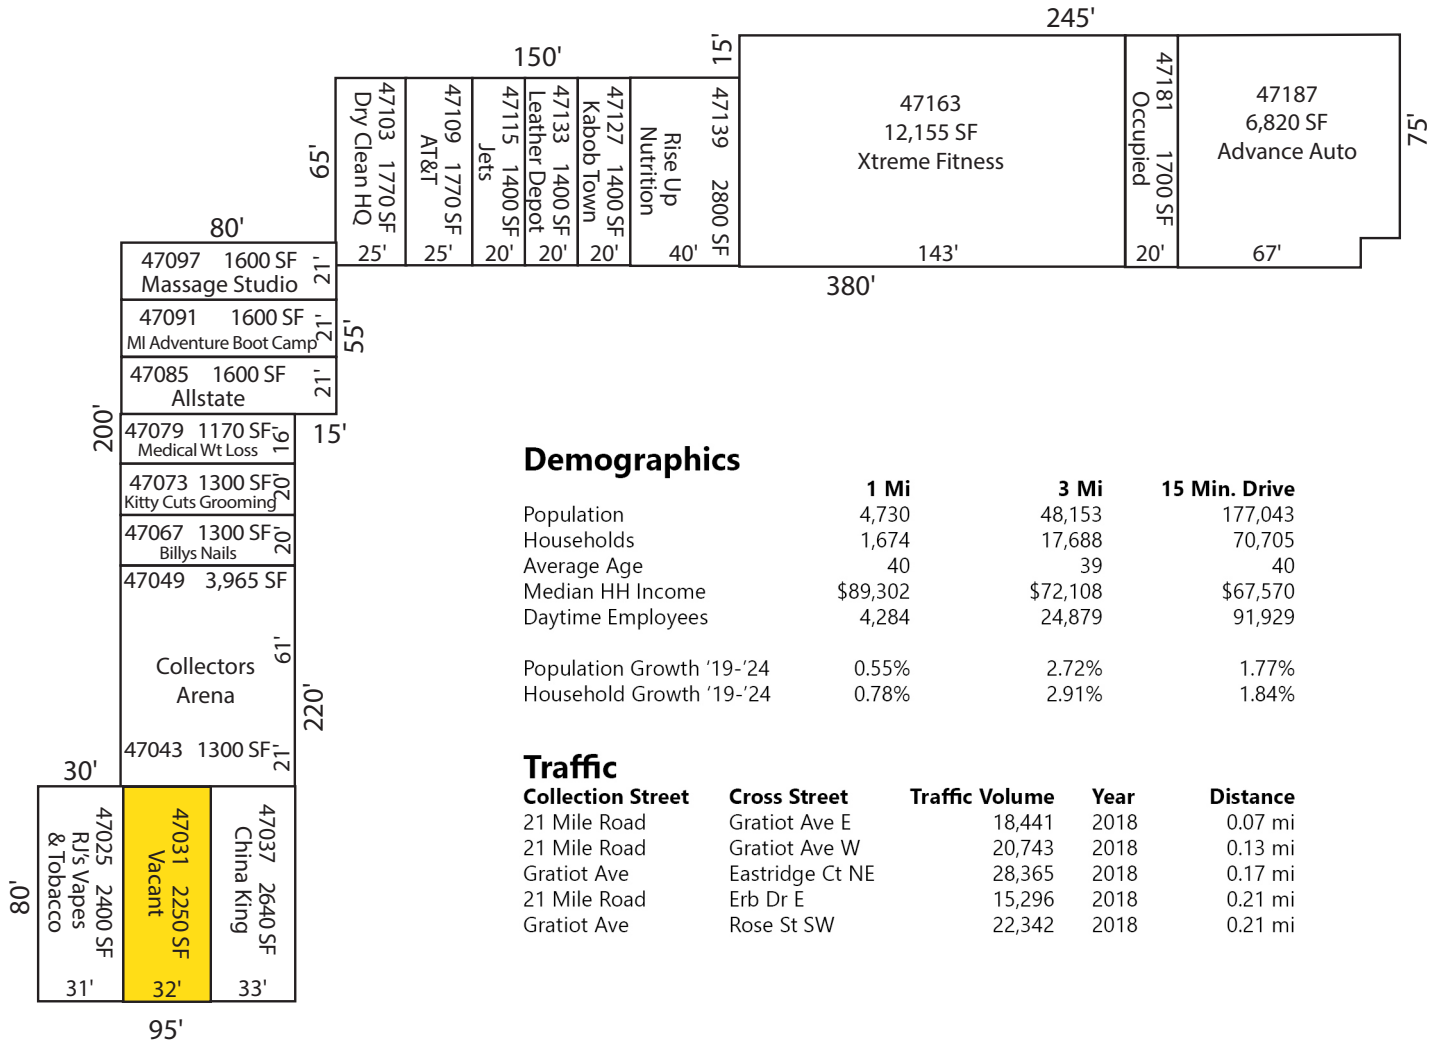 245'
150'
15'
65'
47103 1770 SF
Dry Clean HQ
25'
47109 1770 SF
AT&T
25'
47115 1400 SF
Jets
20'
47133 1400 SF
Leather Depot
20'
47127 1400 SF
Kabob Town
20'
47139 2800 SF
Rise Up
Nutrition
40'
47163
12,155 SF
Xtreme Fitness
143'
47181 1700 SF
Occupied
20'
47187
6,820 SF
Advance Auto
67'
75'
380'
80'
47097 1600 SF
Massage Studio
21'
47091 1600 SF
MI Adventure Boot Camp
21'
55'
47085 1600 SF
Allstate
21'
200'
15'
47079 1170 SF
Medical Wt Loss
16'
47073 1300 SF
Kitty Cuts Grooming
20'
47067 1300 SF
Billys Nails
20'
47049 3,965 SF
61'
Collectors
Arena
220'
47043 1300 SF
21'
30'
80'
47025 2400 SF
RJ's Vapes
& Tobacco
31'
47031 2250 SF
Vacant
32'
47037 2640 SF
China King
33'
95'
Demographics
1 Mi 3 Mi 15 Min. Drive
Population 4,730 48,153 177,043
Households 1,674 17,688 70,705
Average Age 40 39 40
Median HH Income $89,302 $72,108 $67,570
Daytime Employees 4,284 24,879 91,929
Population Growth '19-'24 0.55% 2.72% 1.77%
Household Growth '19-'24 0.78% 2.91% 1.84%
Traffic
Collection Street Cross Street Traffic Volume Year Distance
21 Mile Road Gratiot Ave E 18,441 2018 0.07 mi
21 Mile Road Gratiot Ave W 20,743 2018 0.13 mi
Gratiot Ave Eastridge Ct NE 28,365 2018 0.17 mi
21 Mile Road Erb Dr E 15,296 2018 0.21 mi
Gratiot Ave Rose St SW 22,342 2018 0.21 mi